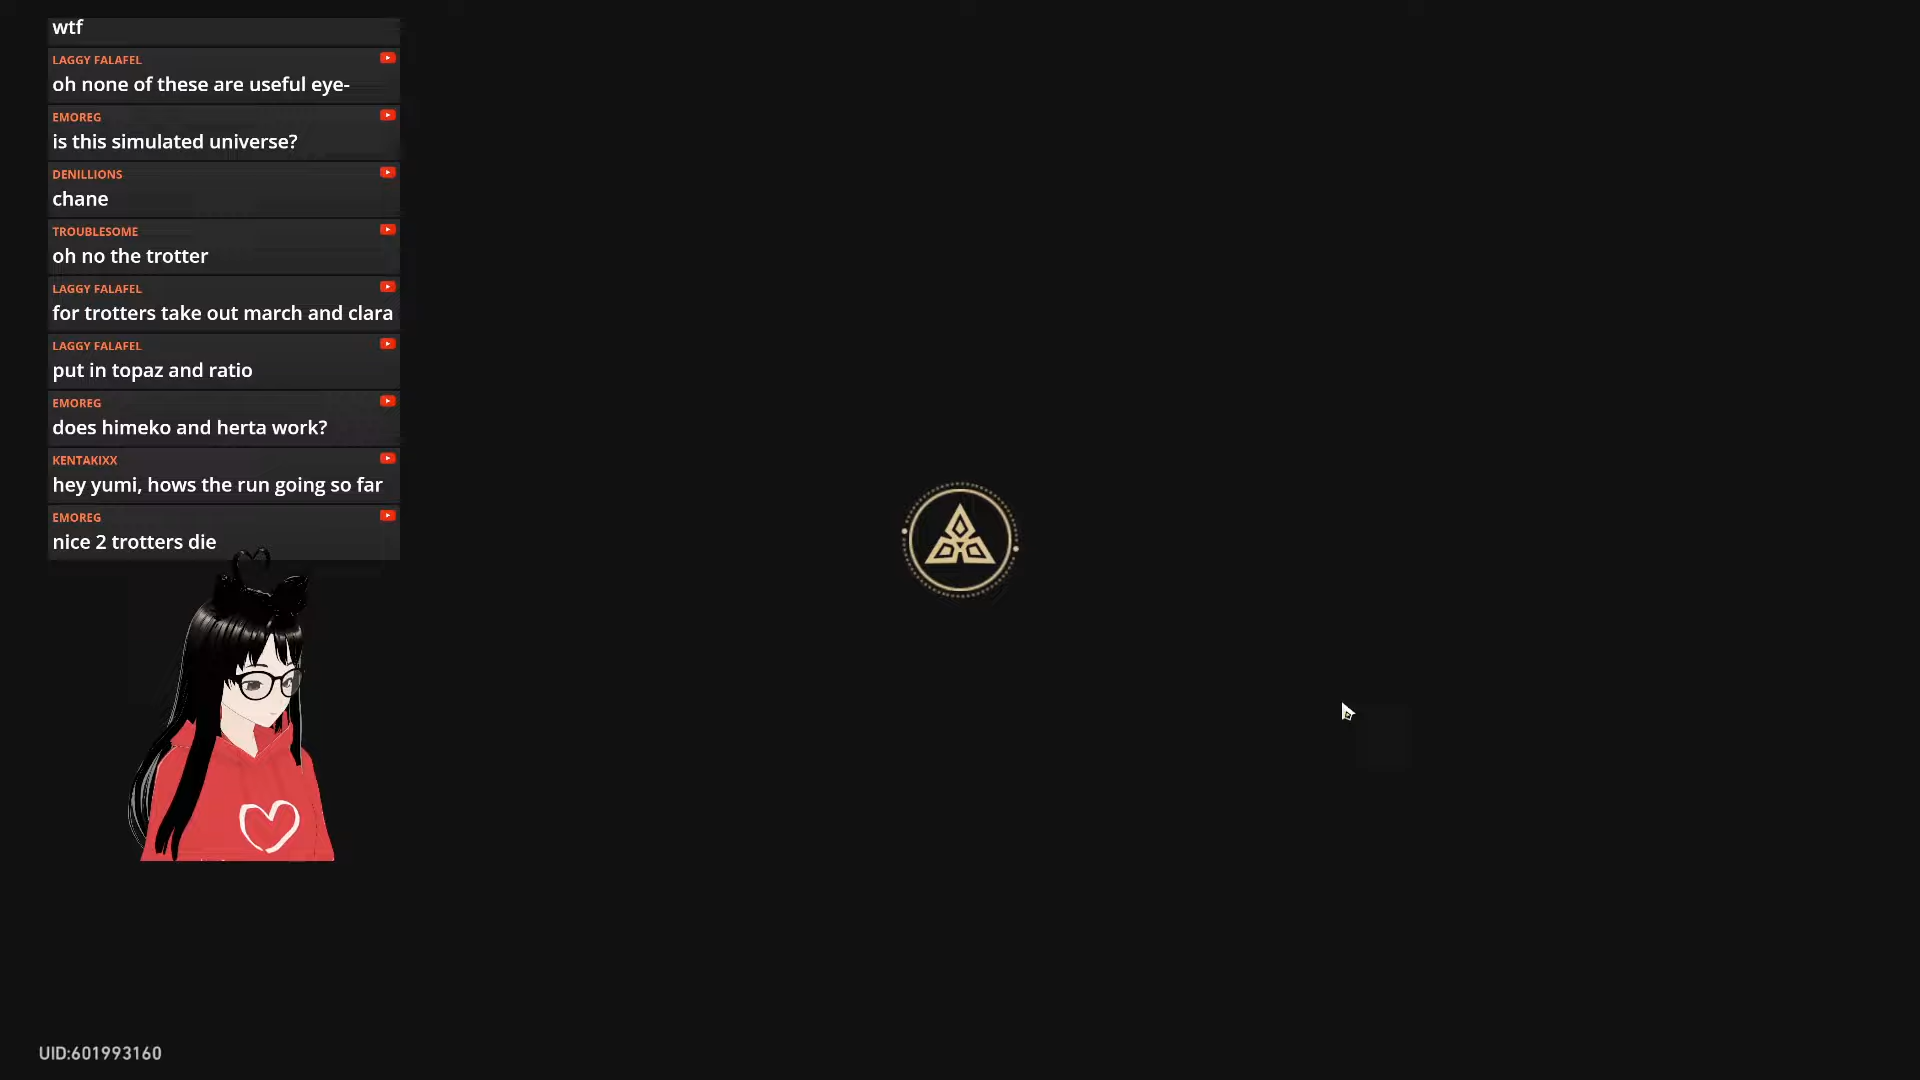 wtf
LAGGY FALAFEL
oh none of these are useful eye-
EMOREG
is this simulated universe?
DENILLIONS
chane
TROUBLESOME
oh no the trotter
LAGGY FALAFEL
for trotters take out march and clara
LAGGY FALAFEL
put in topaz and ratio
EMOREG
does himeko and herta work?
KENTAKIXX
hey yumi, hows the run going so far
EMOREG
nice 2 trotters die
UID:601993160